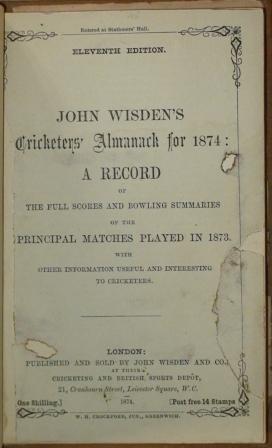 Entered at Stationers' Hall.
ELEVENTH EDITION.
JOHN WISDEN'S
Cricketers' Almanack for 1874:
A RECORD
OF
THE FULL SCORES AND BOWLING SUMMARIES
OF THE
PRINCIPAL MATCHES PLAYED IN 1873.
WITH
OTHER INFORMATION USEFUL AND INTERESTING
TO CRICKETERS.
LONDON:
PUBLISHED AND SOLD BY JOHN WISDEN AND CO.,
AT THEIR
CRICKETING AND BRITISH SPORTS DEPÔT,
21, Cranbourn Street, Leicester Square, W.C.
1874.
One Shilling.]
[Post free 14 Stamps
W. H. CROCKFORD, JUN., GREENWICH.